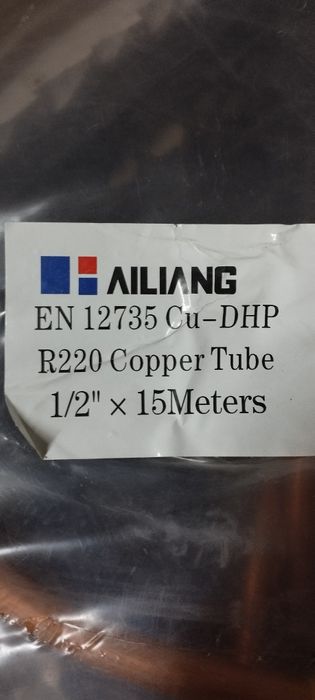 AILIANG
EN 12735 Cu-DHP
R220 Copper Tube
1/2" × 15Meters